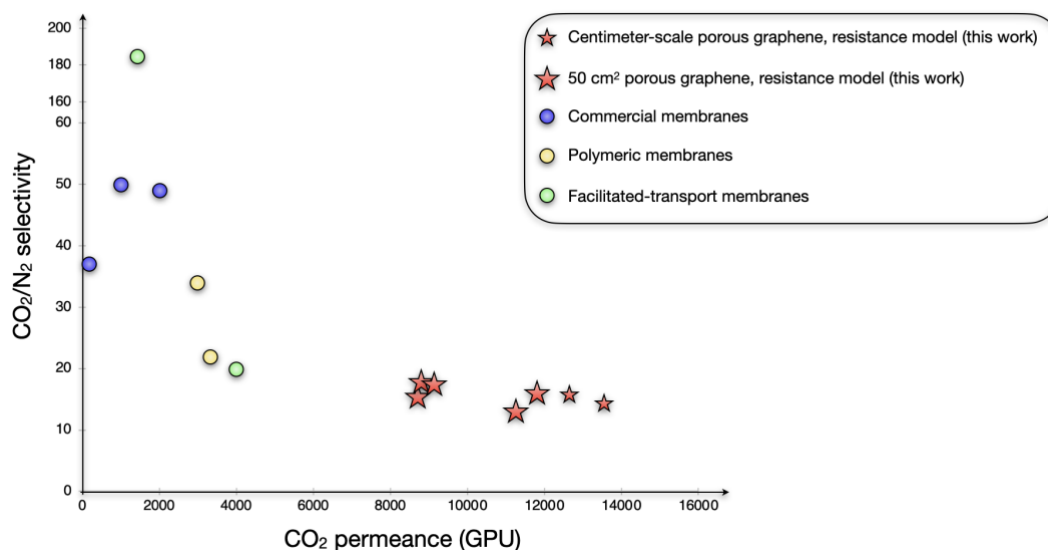 200
180
160
60
50
40
30
20
10
0
CO₂/N₂ selectivity
0 2000 4000 6000 8000 10000 12000 14000 16000
CO₂ permeance (GPU)
Centimeter-scale porous graphene, resistance model (this work)
50 cm² porous graphene, resistance model (this work)
Commercial membranes
Polymeric membranes
Facilitated-transport membranes